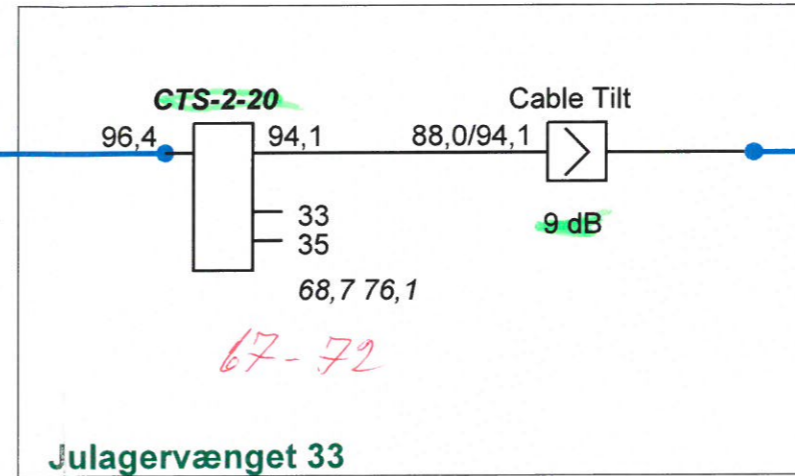 CTS-2-20
Cable Tilt
96,4
94,1
88,0/94,1
33
35
9 dB
68,7 76,1
67-72
Julagervænget 33